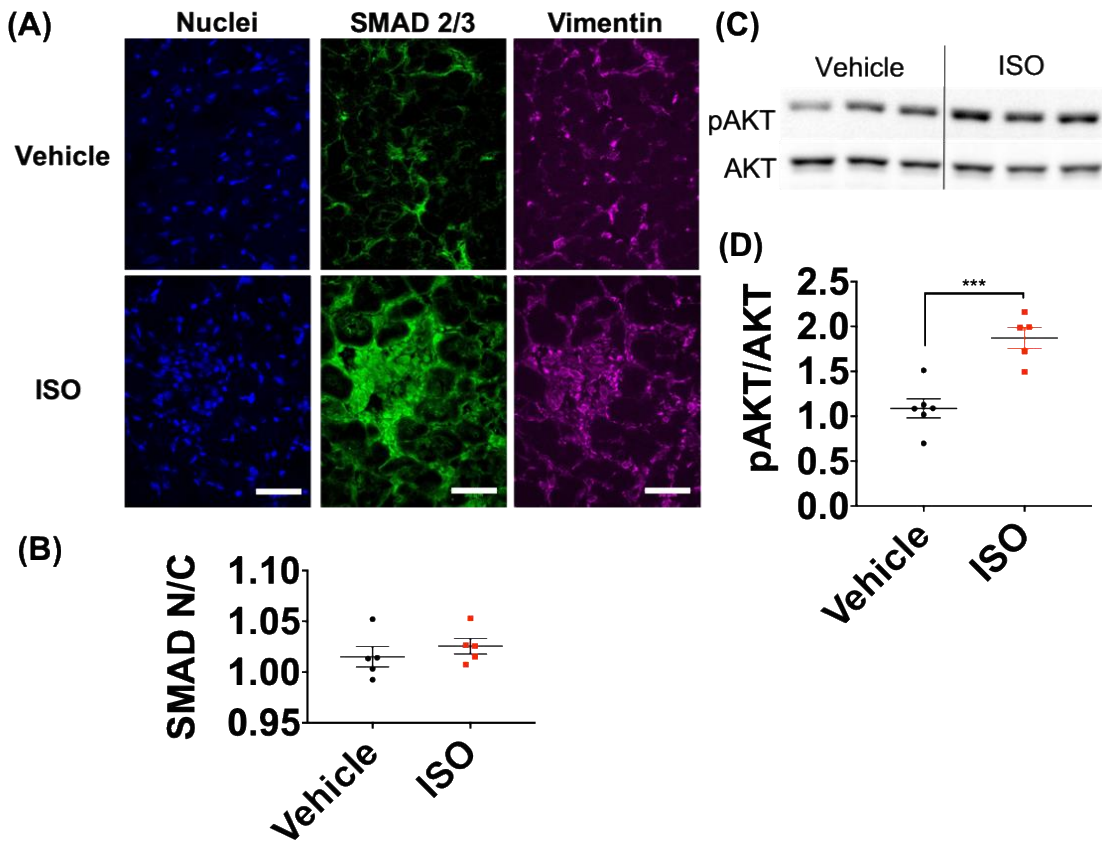 (A)
Nuclei
SMAD 2/3
Vimentin
Vehicle
ISO
(B)
SMAD N/C
1.10
1.05
1.00
0.95
Vehicle
ISO
(C)
Vehicle
ISO
pAKT
AKT
(D)
pAKT/AKT
2.5
2.0
1.5
1.0
0.5
0.0
***
Vehicle
ISO